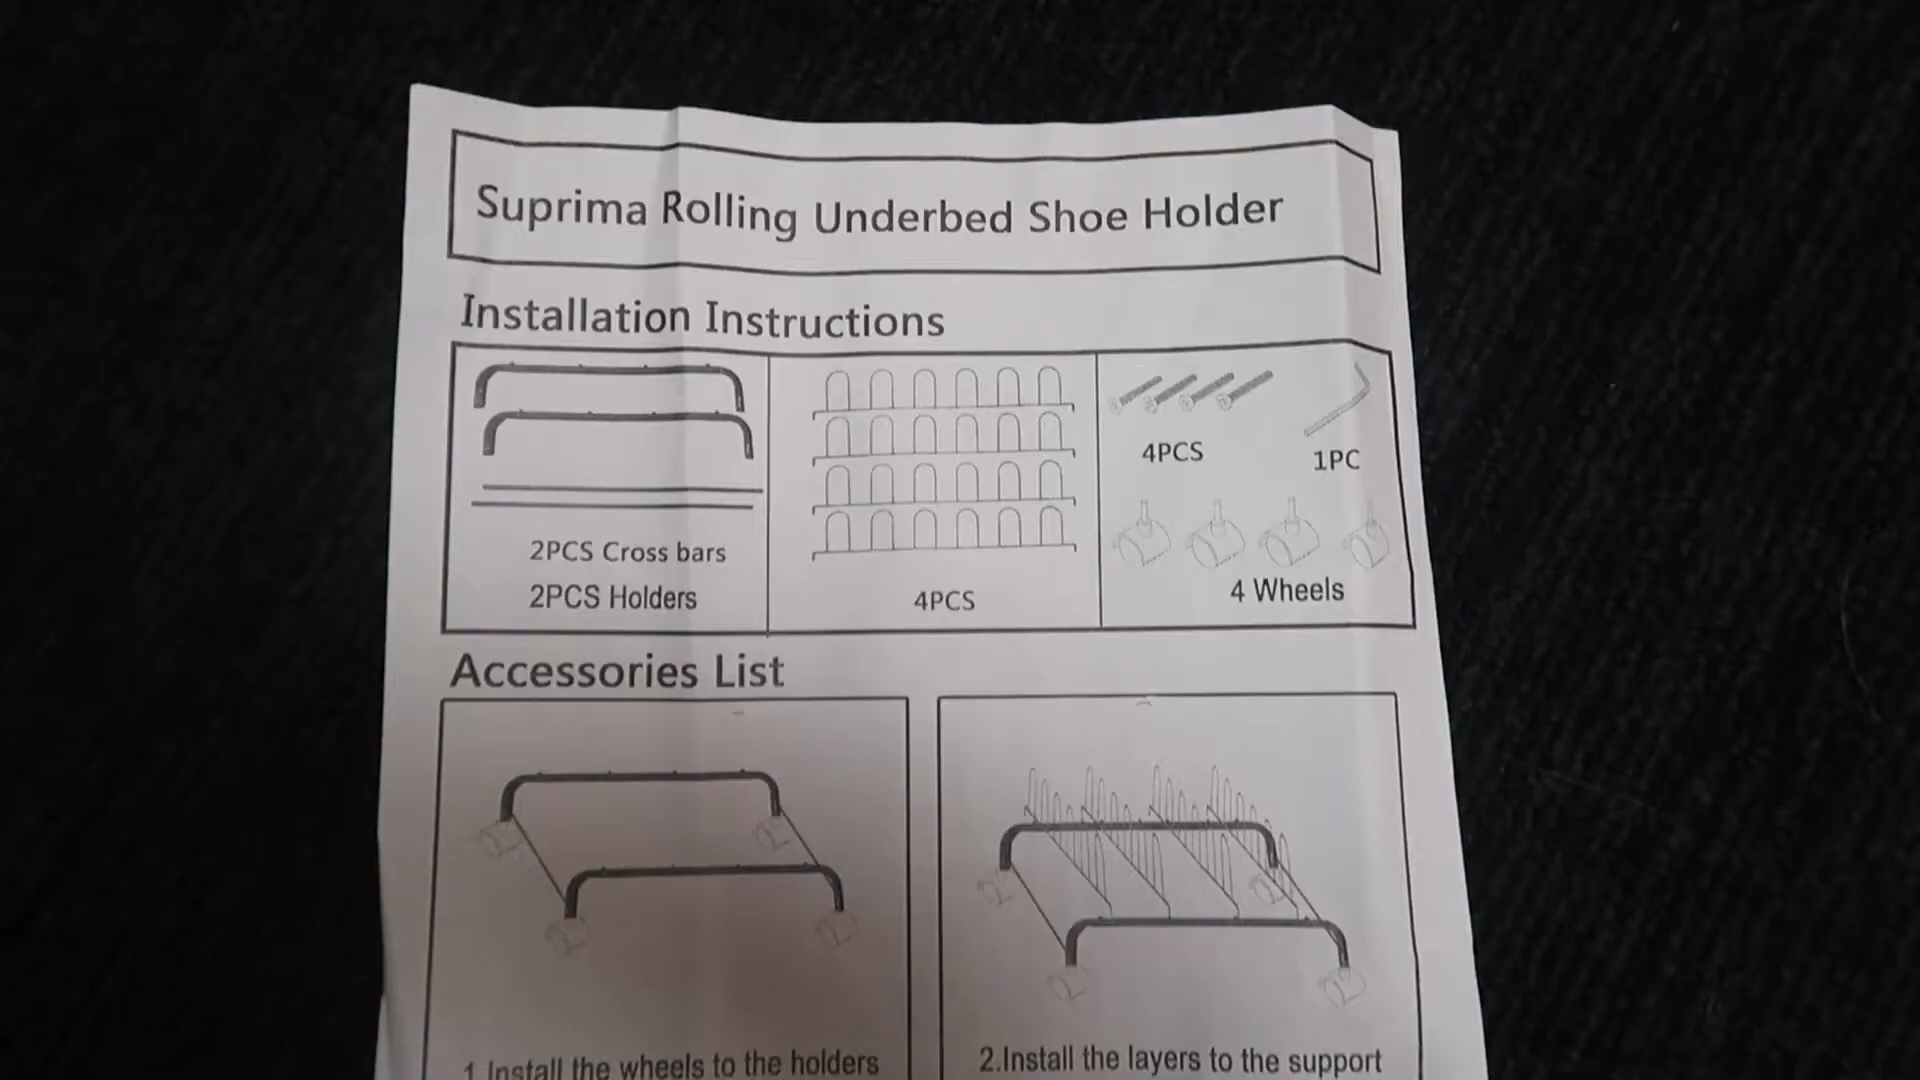 Suprima Rolling Underbed Shoe Holder
Installation Instructions
2PCS Cross bars
2PCS Holders
4PCS
4PCS
1PC
4 Wheels
Accessories List
1.Install the wheels to the holders
2.Install the layers to the support